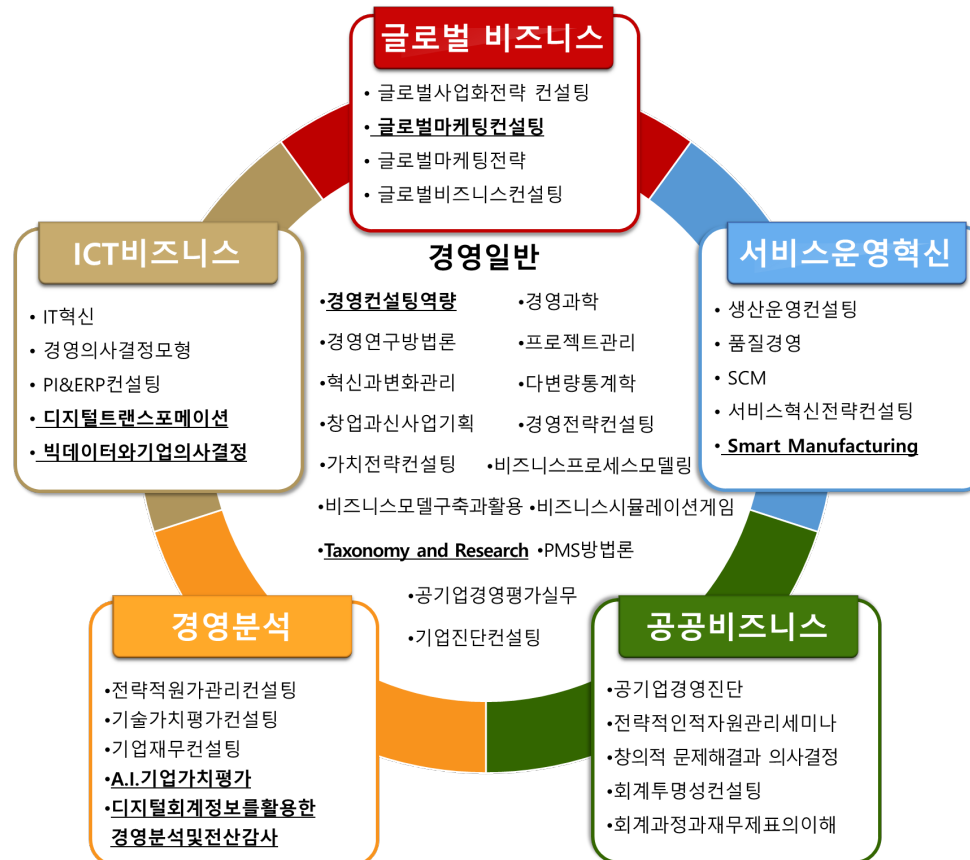 글로벌 비즈니스
• 글로벌사업화전략 컨설팅
• 글로벌마케팅컨설팅
• 글로벌마케팅전략
• 글로벌비즈니스컨설팅
ICT비즈니스
• IT혁신
• 경영의사결정모형
• PI&ERP컨설팅
• 디지털트랜스포메이션
• 빅데이터와기업의사결정
경영일반
•경영컨설팅역량 •경영과학
•경영연구방법론 •프로젝트관리
•혁신과변화관리 •다변량통계학
•창업과신사업기획 •경영전략컨설팅
•가치전략컨설팅 •비즈니스프로세스모델링
•비즈니스모델구축과활용 •비즈니스시뮬레이션게임
•Taxonomy and Research •PMS방법론
•공기업경영평가실무
•기업진단컨설팅
서비스운영혁신
• 생산운영컨설팅
• 품질경영
• SCM
• 서비스혁신전략컨설팅
• Smart Manufacturing
경영분석
•전략적원가관리컨설팅
•기술가치평가컨설팅
•기업재무컨설팅
•A.I.기업가치평가
•디지털회계정보를활용한
경영분석및전산감사
공공비즈니스
•공기업경영진단
•전략적인적자원관리세미나
•창의적 문제해결과 의사결정
•회계투명성컨설팅
•회계과정과재무제표의이해